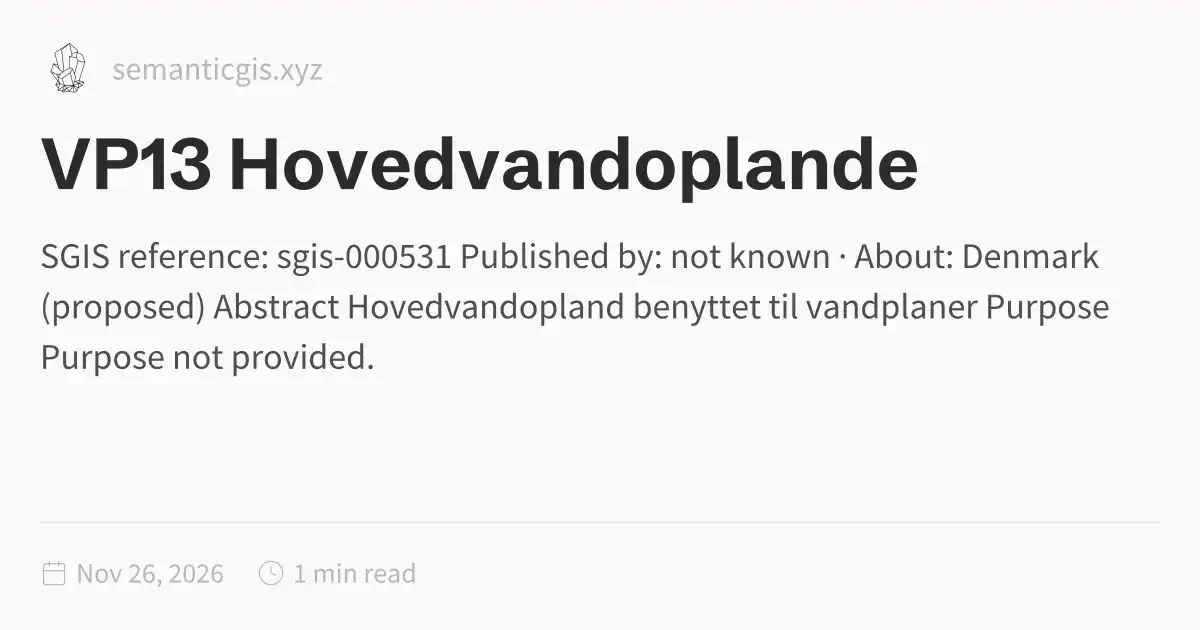 semanticgis.xyz
VP13 Hovedvandoplande
SGIS reference: sgis-000531 Published by: not known · About: Denmark
(proposed) Abstract Hovedvandopland benyttet til vandplaner Purpose
Purpose not provided.
Nov 26, 2026 1 min read